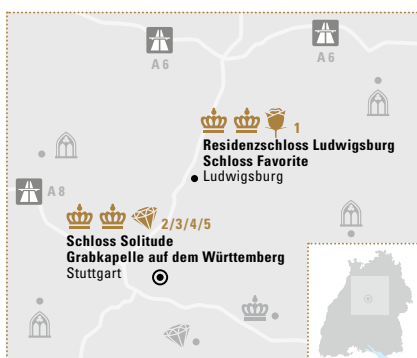 A 6
A 6
1
Residenzschloss Ludwigsburg
Schloss Favorite
Ludwigsburg
A 8
2/3/4/5
Schloss Solitude
Grabkapelle auf dem Württemberg
Stuttgart